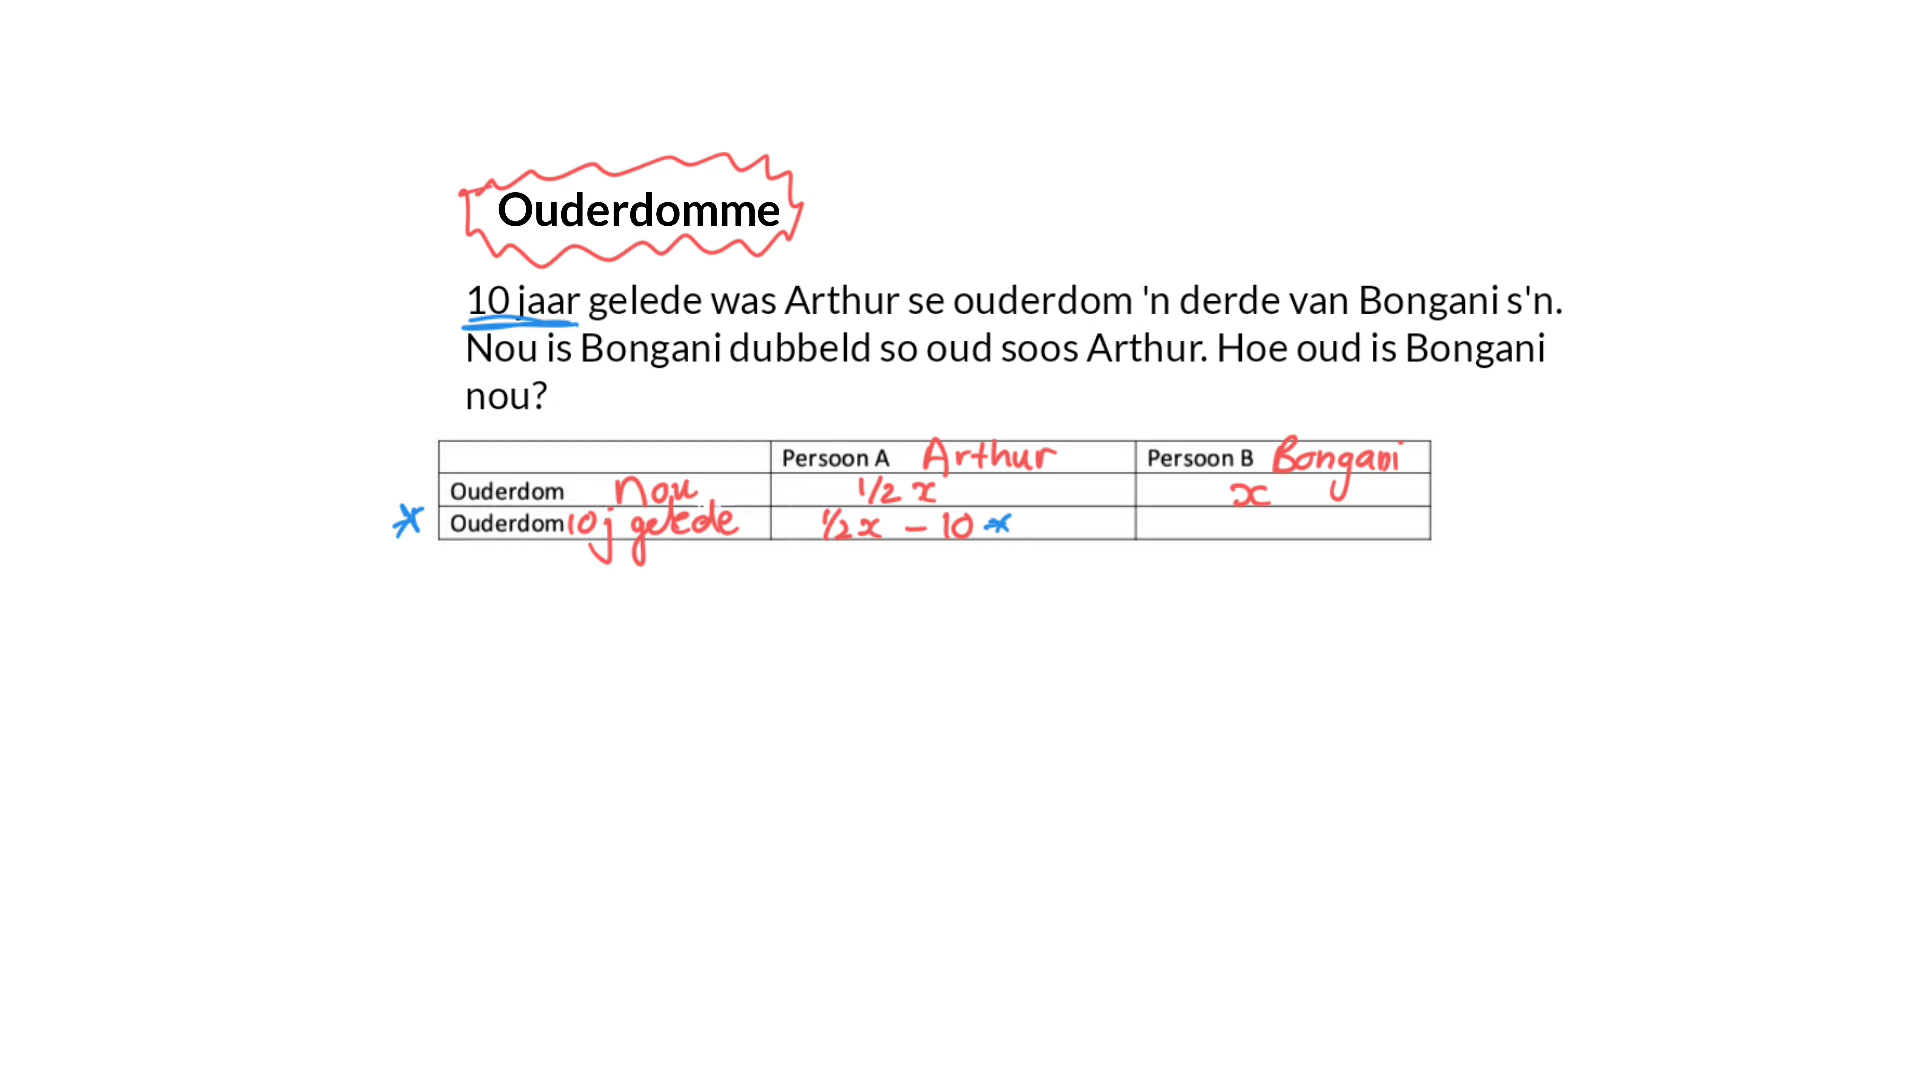 Ouderdomme
10 jaar gelede was Arthur se ouderdom 'n derde van Bongani s'n.
Nou is Bongani dubbeld so oud soos Arthur. Hoe oud is Bongani
nou?
Persoon A Arthur Persoon B Bongani
Ouderdom nou 1/2 x x
* Ouderdom 10 j gelede 1/2 x - 10 *